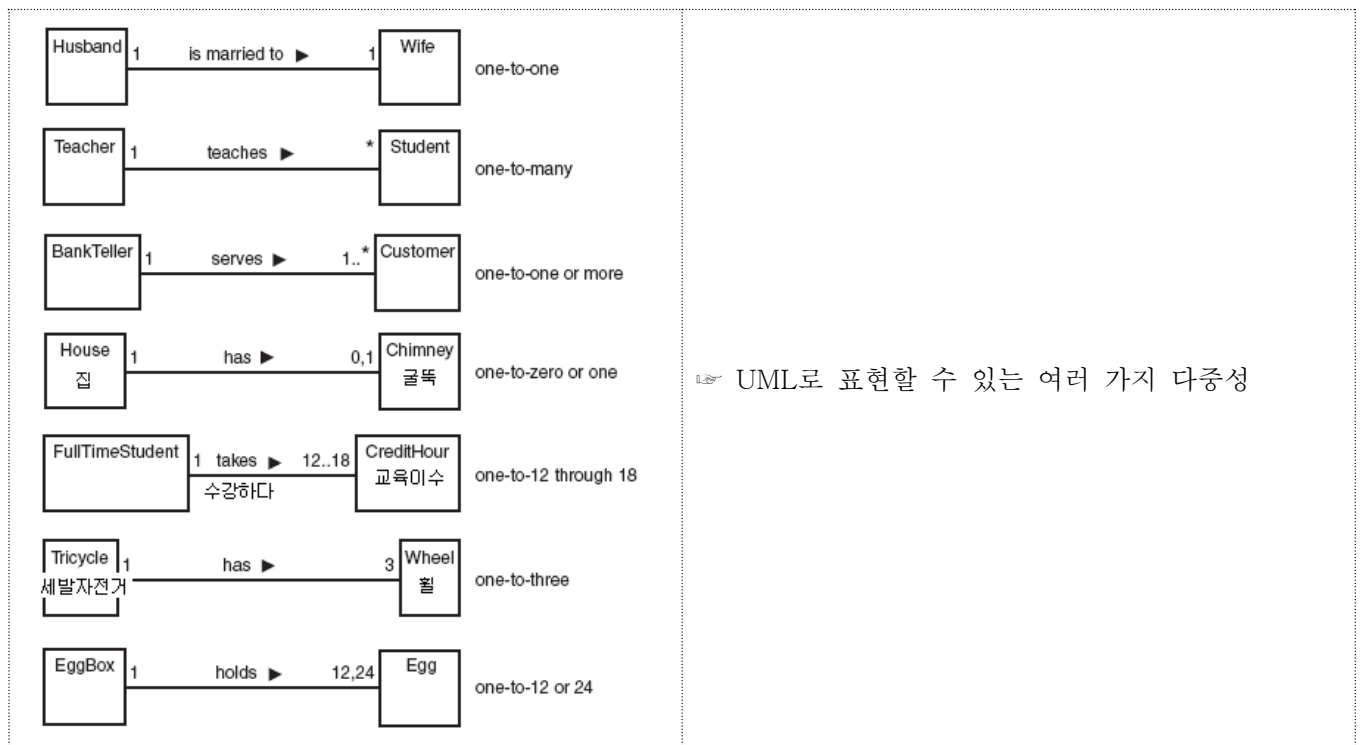 Husband 1 is married to ► 1 Wife one-to-one
Teacher 1 teaches ► * Student one-to-many
BankTeller 1 serves ► 1..* Customer one-to-one or more
House 집 1 has ► 0,1 Chimney 굴뚝 one-to-zero or one
☞ UML로 표현할 수 있는 여러 가지 다중성
FullTimeStudent 1 takes ► 수강하다 12..18 CreditHour 교육이수 one-to-12 through 18
Tricycle 세발자전거 1 has ► 3 Wheel 휠 one-to-three
EggBox 1 holds ► 12,24 Egg one-to-12 or 24